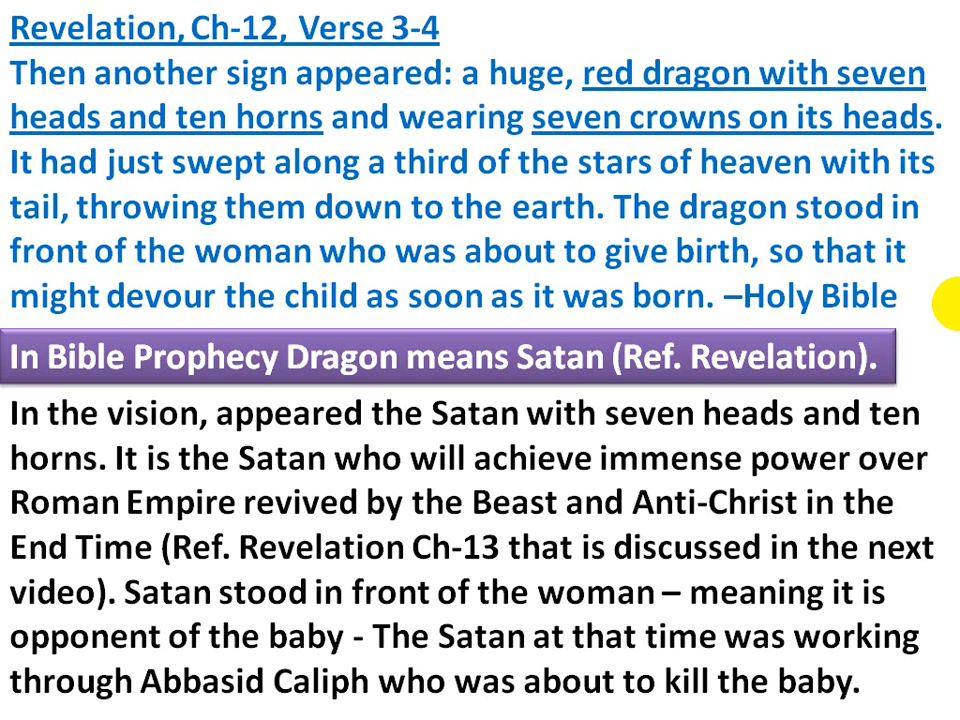 Revelation, Ch-12, Verse 3-4
Then another sign appeared: a huge, red dragon with seven
heads and ten horns and wearing seven crowns on its heads.
It had just swept along a third of the stars of heaven with its
tail, throwing them down to the earth. The dragon stood in
front of the woman who was about to give birth, so that it
might devour the child as soon as it was born. –Holy Bible
In Bible Prophecy Dragon means Satan (Ref. Revelation).
In the vision, appeared the Satan with seven heads and ten
horns. It is the Satan who will achieve immense power over
Roman Empire revived by the Beast and Anti-Christ in the
End Time (Ref. Revelation Ch-13 that is discussed in the next
video). Satan stood in front of the woman – meaning it is
opponent of the baby - The Satan at that time was working
through Abbasid Caliph who was about to kill the baby.